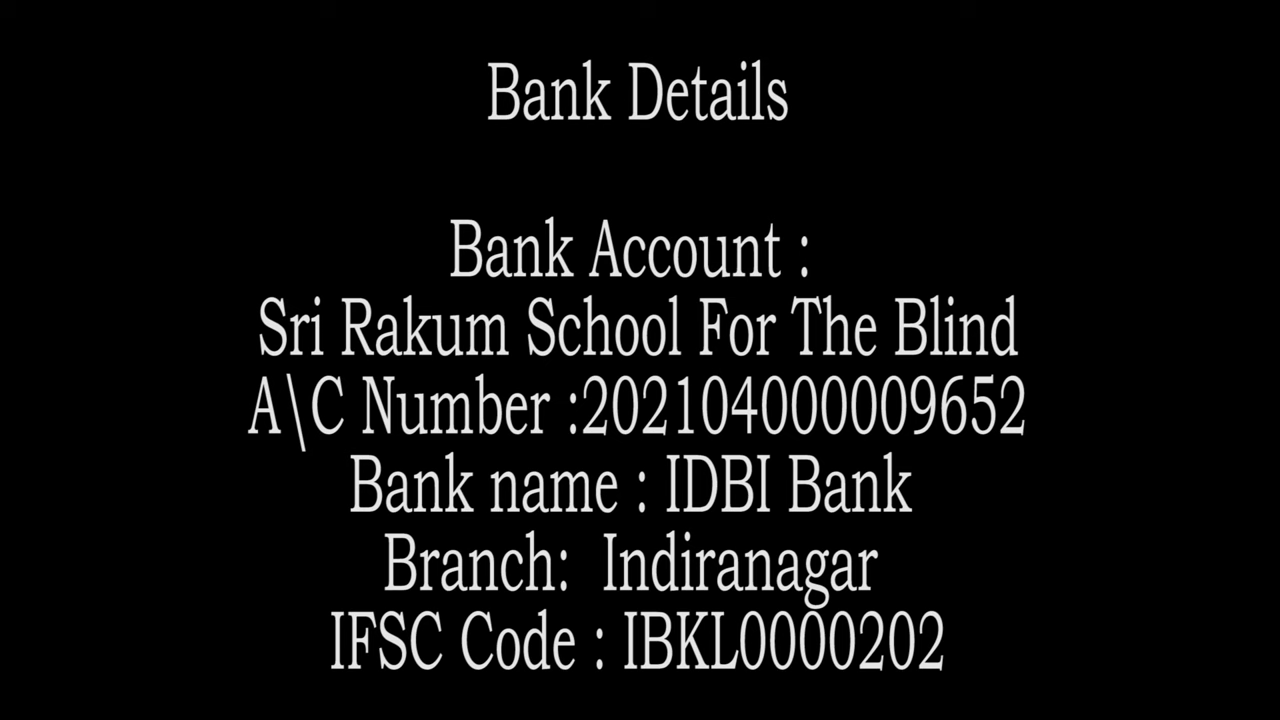 Bank Details
Bank Account :
Sri Rakum School For The Blind
A\C Number :202104000009652
Bank name : IDBI Bank
Branch:  Indiranagar
IFSC Code : IBKL0000202